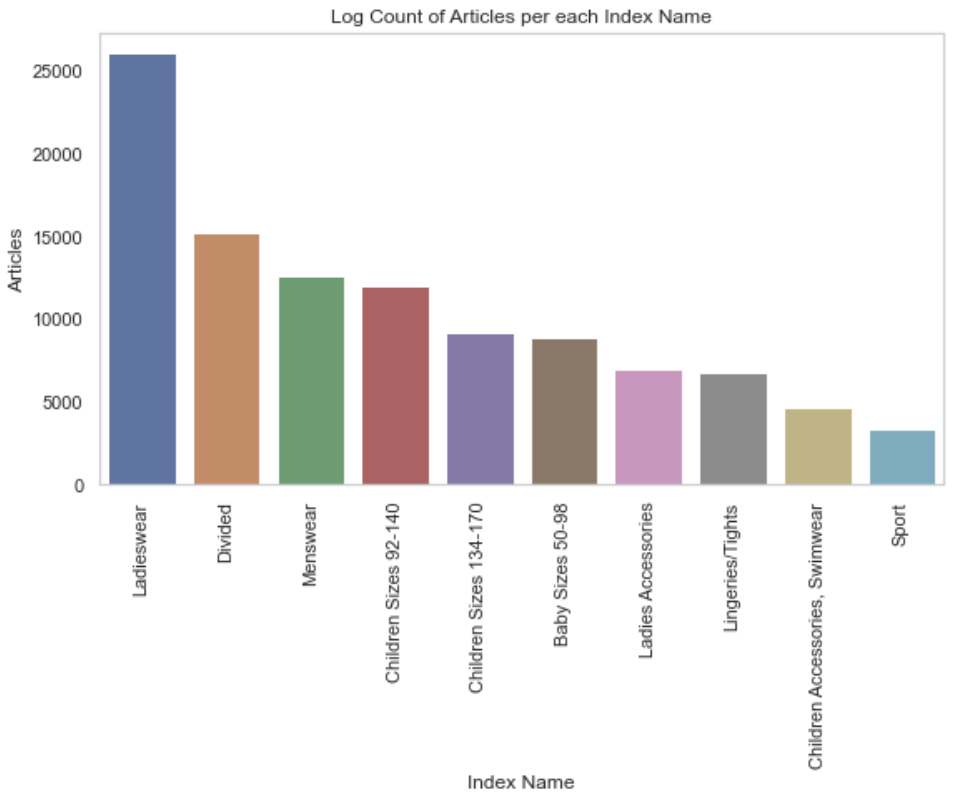 Log Count of Articles per each Index Name
25000
20000
15000
10000
5000
0
Articles
Ladieswear
Divided
Menswear
Children Sizes 92-140
Children Sizes 134-170
Baby Sizes 50-98
Ladies Accessories
Lingeries/Tights
Children Accessories, Swimwear
Sport
Index Name